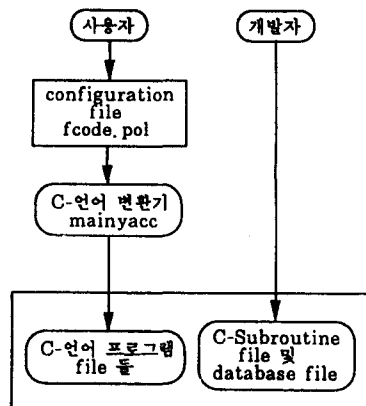 사용자
개발자
configuration
file
fcode.pol
C-언어 변환기
mainyacc
C-언어 프로그램
file 들
C-Subroutine
file 및
database file